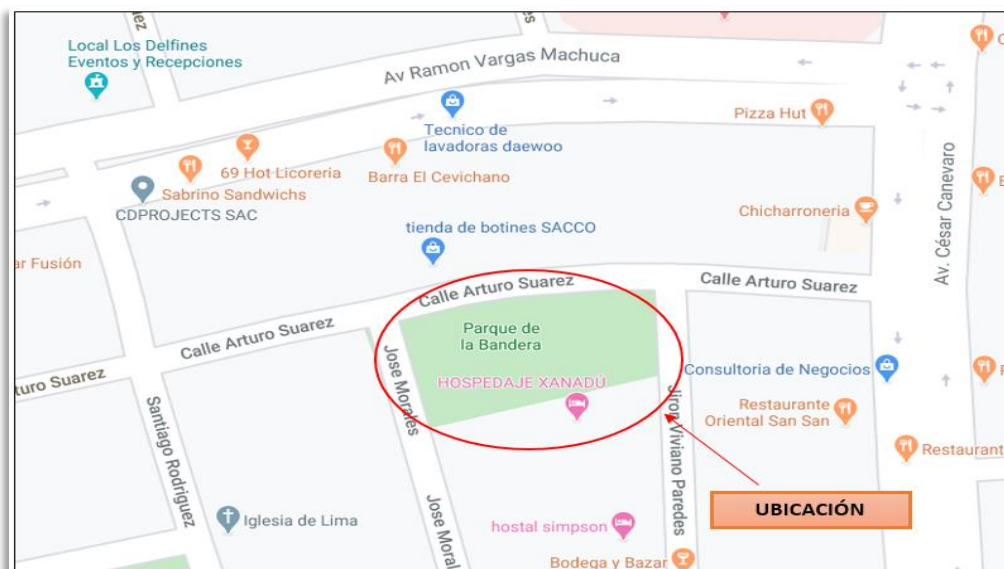 Local Los Delfines
Eventos y Recepciones
Av Ramon Vargas Machuca
Pizza Hut
Tecnico de
lavadoras daewoo
69 Hot Licoreria
Barra El Cevichano
Sabrino Sandwichs
CDPROJECTS SAC
Av. César Canevaro
Chicharroneria
tienda de botines SACCO
ar Fusión
Calle Arturo Suarez
Calle Arturo Suarez
Calle Arturo Suarez
turo Suarez
Parque de
la Bandera
Jose Morales
HOSPEDAJE XANADÚ
Consultoria de Negocios
Jiron Viviano Paredes
Restaurante
Oriental San San
Santiago Rodriguez
Restaurant
UBICACIÓN
Iglesia de Lima
Jose Moral
hostal simpson
Bodega y Bazar